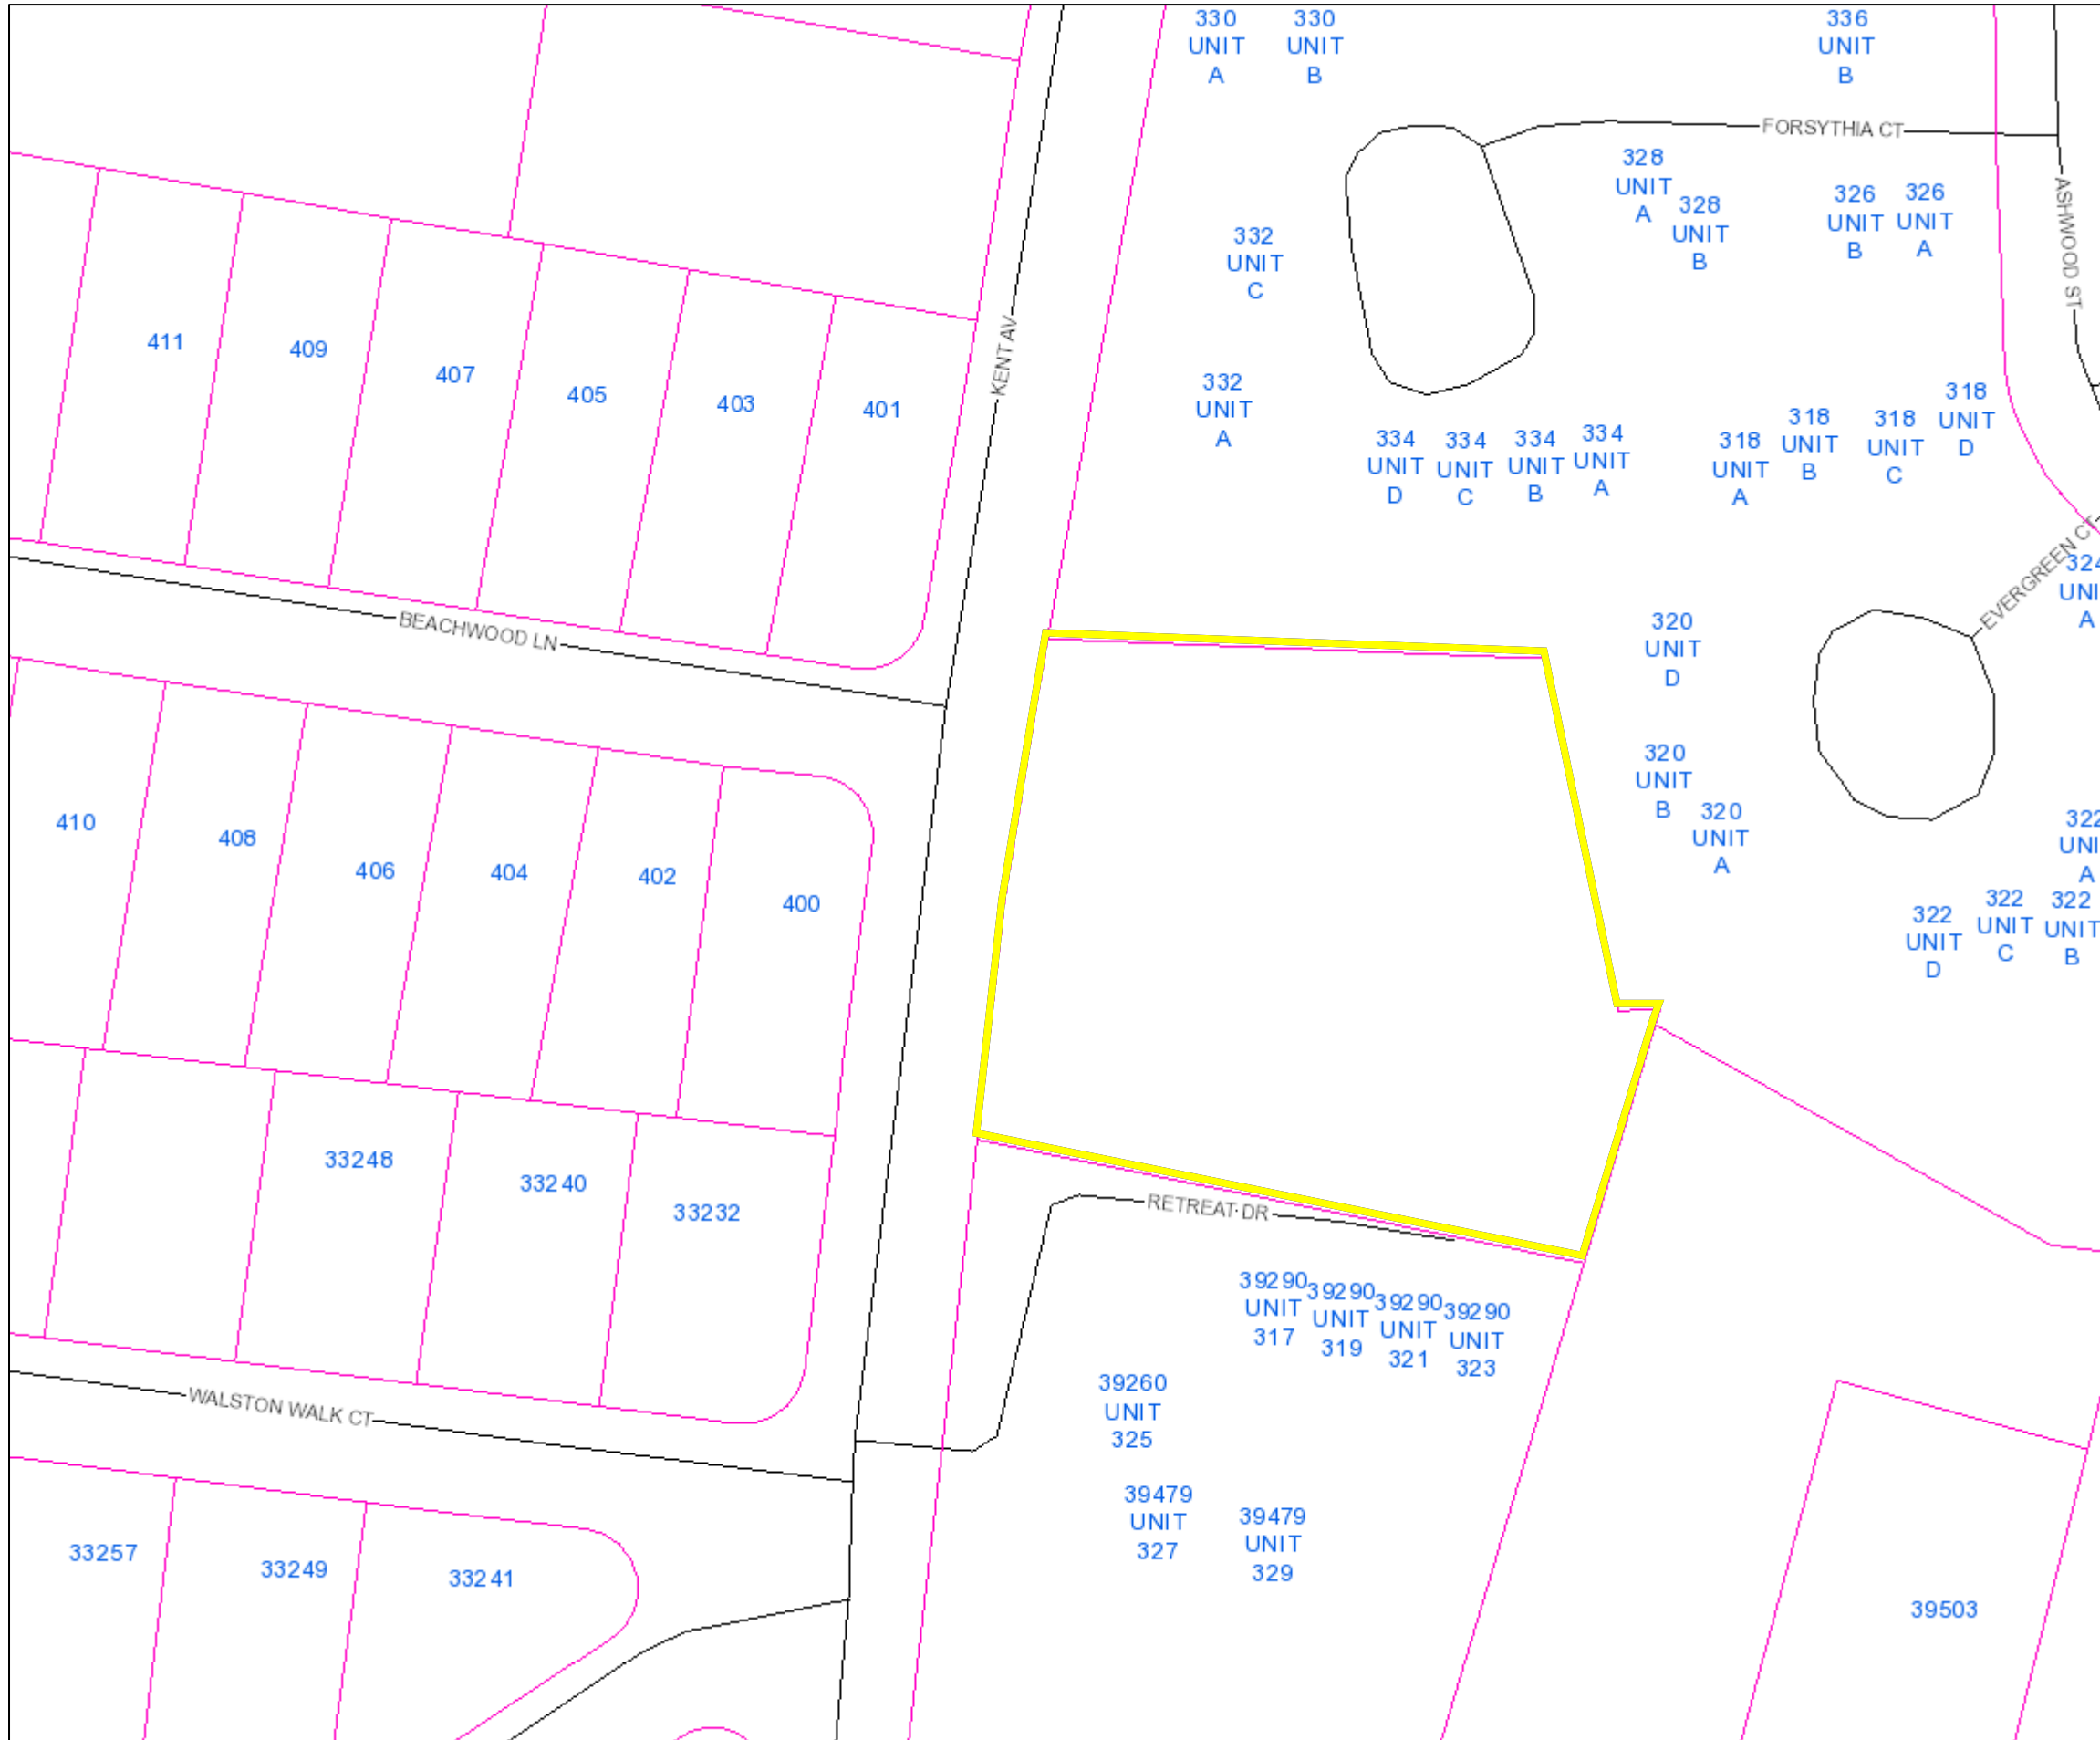 330
UNIT
A
330
UNIT
B
336
UNIT
B
FORSYTHIA CT
ASHWOOD ST
328
UNIT
A
328
UNIT
B
326
UNIT
B
326
UNIT
A
332
UNIT
C
KENT AV
411
409
407
405
403
401
332
UNIT
A
334
UNIT
D
334
UNIT
C
334
UNIT
B
334
UNIT
A
318
UNIT
A
318
UNIT
B
318
UNIT
C
318
UNIT
D
EVERGREEN CT
324
UNI
A
BEACHWOOD LN
320
UNIT
D
320
UNIT
B
320
UNIT
A
410
408
406
404
402
400
322
UNI
A
322
UNIT
D
322
UNIT
C
322
UNIT
B
33248
33240
33232
RETREAT DR
39290
UNIT
317
39290
UNIT
319
39290
UNIT
321
39290
UNIT
323
WALSTON WALK CT
39260
UNIT
325
39479
UNIT
327
39479
UNIT
329
33257
33249
33241
39503